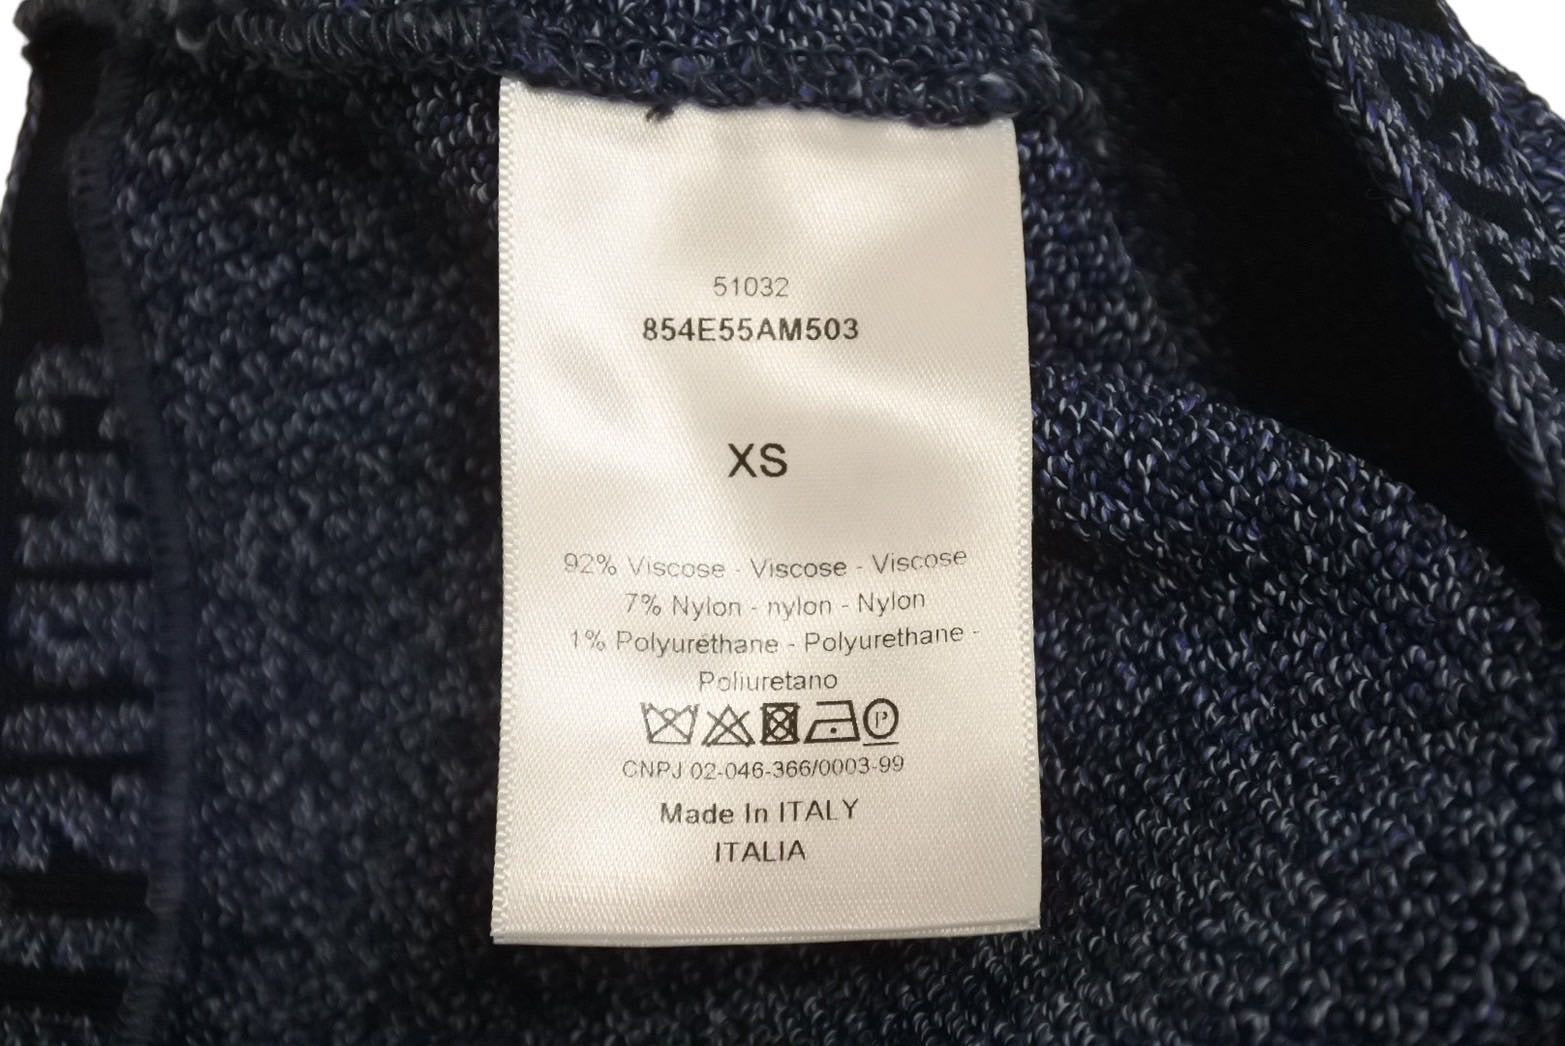 51032
854E55AM503
XS
92% Viscose - Viscose - Viscose
7% Nylon - nylon - Nylon
1% Polyurethane - Polyurethane -
Poliuretano
P
CNPJ 02-046-366/0003-99
Made In ITALY
ITALIA